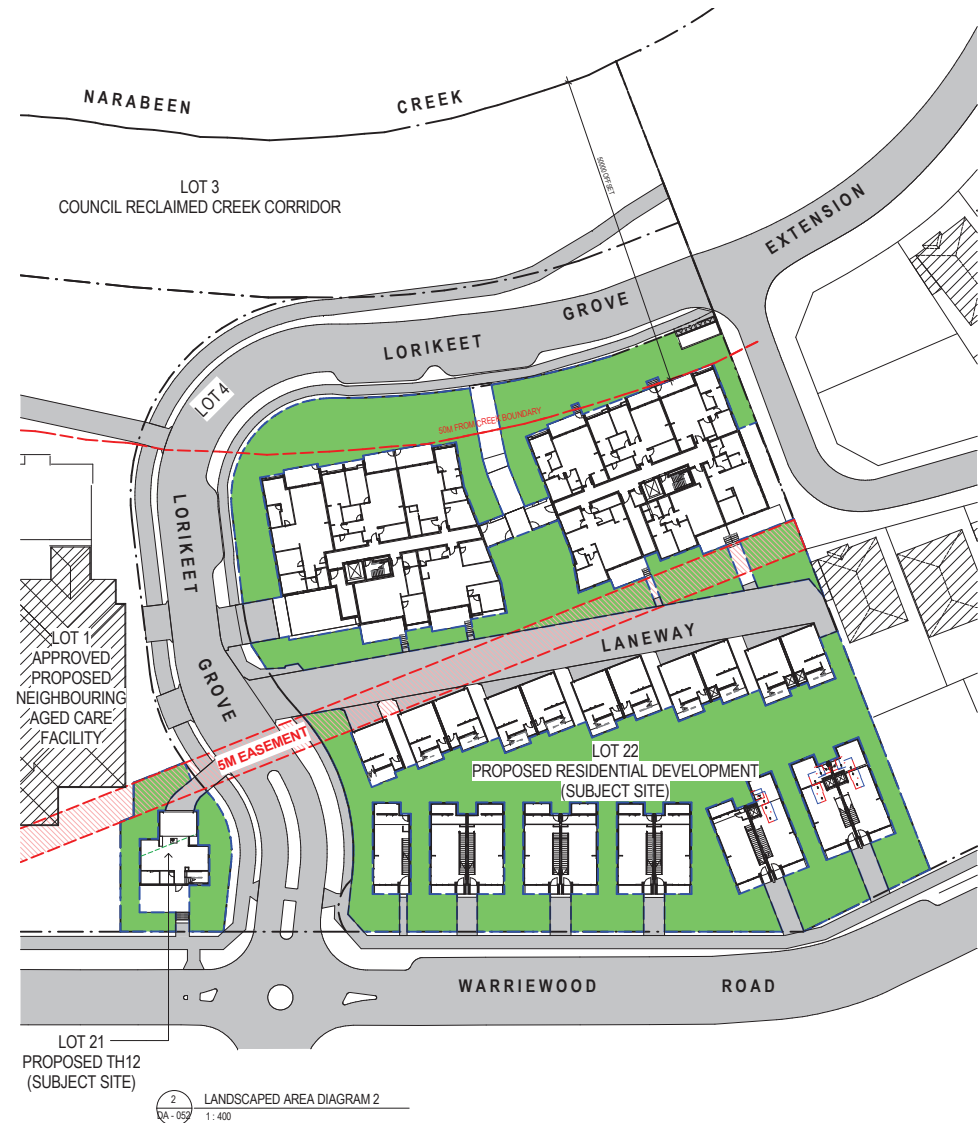 NARABEEN CREEK
LOT 3
COUNCIL RECLAIMED CREEK CORRIDOR
50000 OFFSET
EXTENSION
LORIKEET GROVE
LOT 4
50M FROM CREEK BOUNDARY
LORIKEET
GROVE
LANEWAY
LOT 1
APPROVED
PROPOSED
NEIGHBOURING
AGED CARE
FACILITY
5M EASEMENT
LOT 22
PROPOSED RESIDENTIAL DEVELOPMENT
(SUBJECT SITE)
WARRIEWOOD ROAD
LOT 21
PROPOSED TH12
(SUBJECT SITE)
2
DA - 052
LANDSCAPED AREA DIAGRAM 2
1 : 400